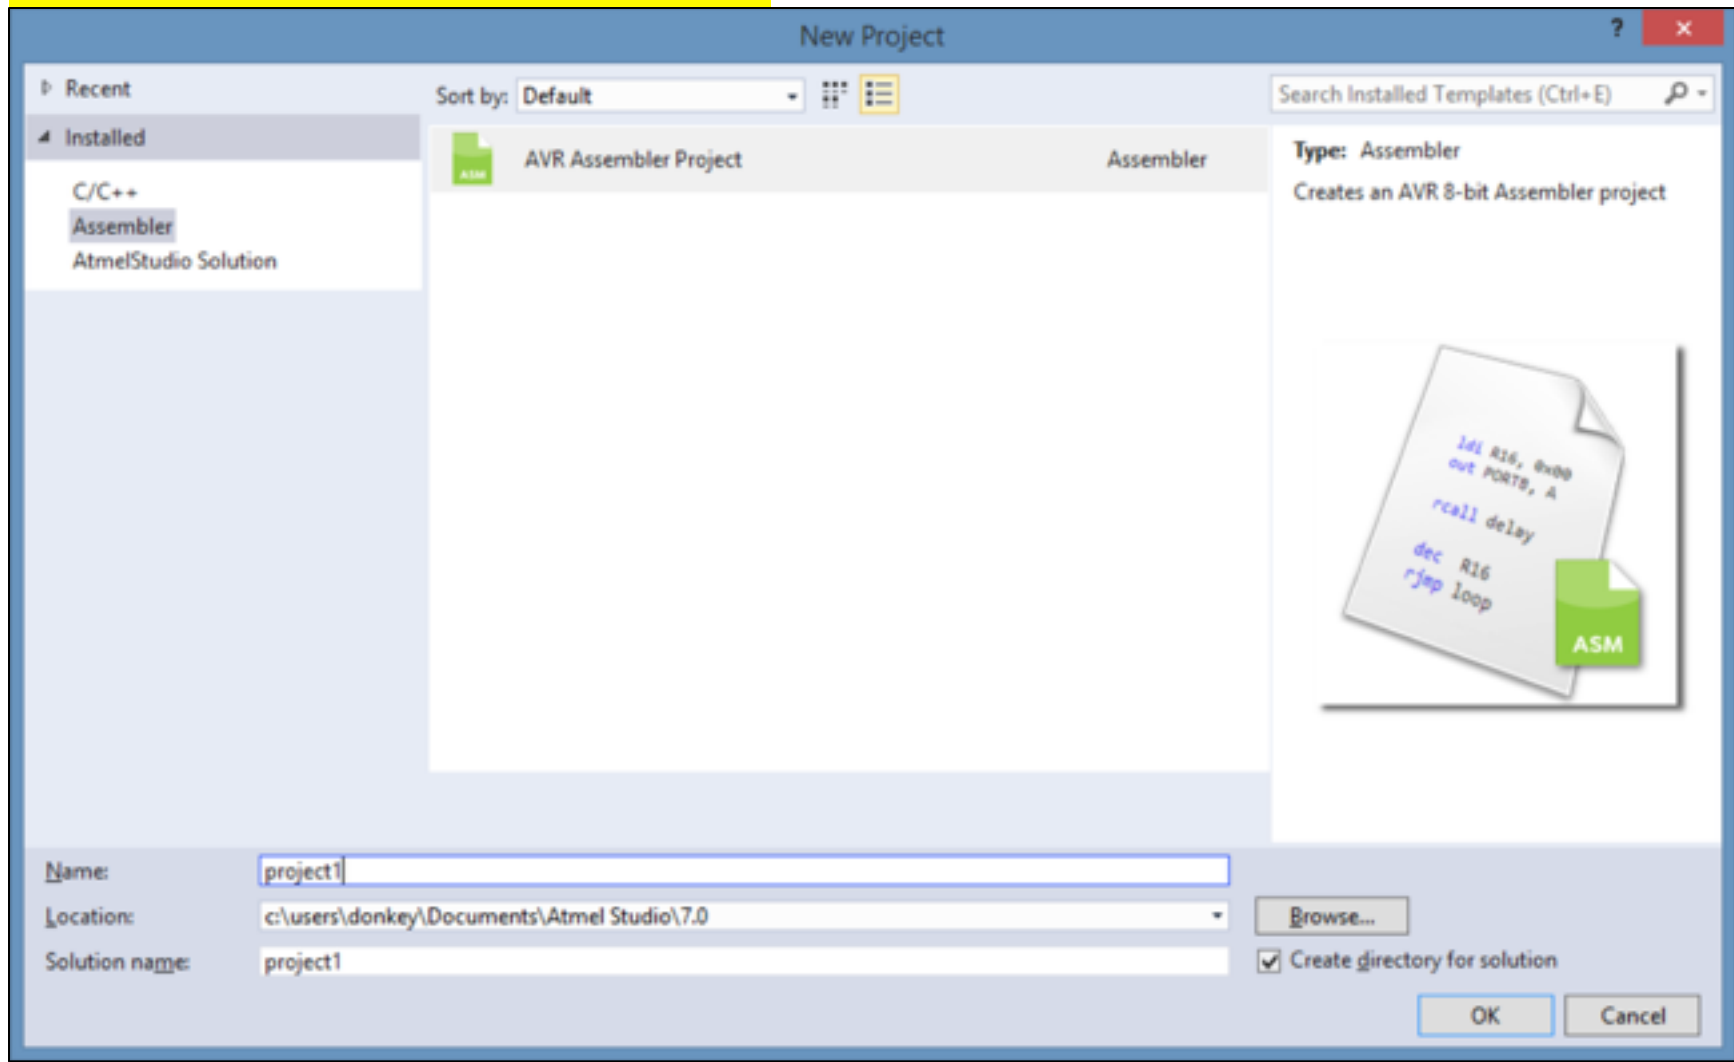 New Project
?
Recent
Installed
C/C++
Assembler
AtmelStudio Solution
Sort by: Default
AVR Assembler Project Assembler
ASM
Search Installed Templates (Ctrl+E)
Type: Assembler
Creates an AVR 8-bit Assembler project
ldi R16, 0x00
out PORTB, A
rcall delay
dec R16
rjmp loop
ASM
Name: project1
Location: c:\users\donkey\Documents\Atmel Studio\7.0
Browse...
Solution name: project1
Create directory for solution
OK Cancel